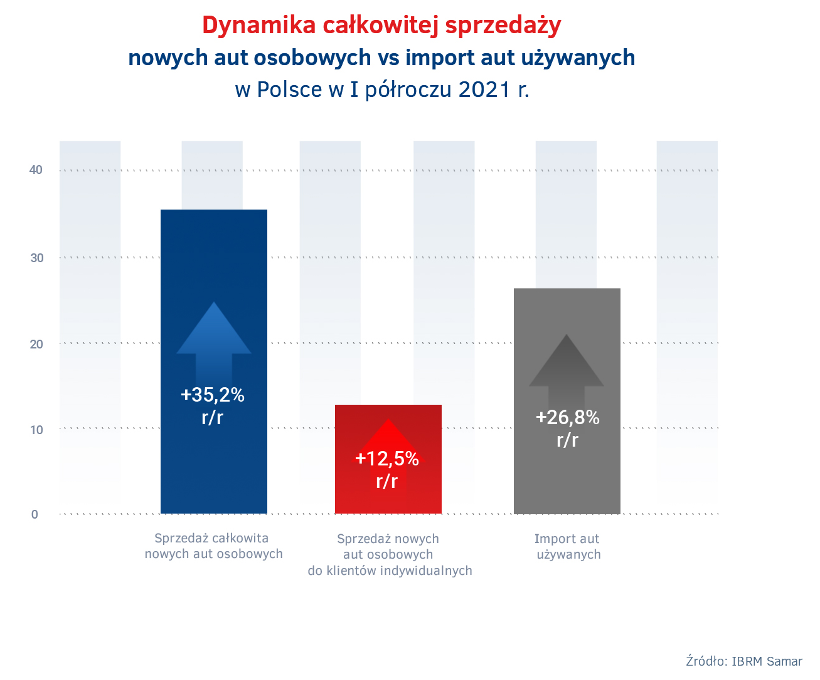 Dynamika całkowitej sprzedaży
nowych aut osobowych vs import aut używanych
w Polsce w I półroczu 2021 r.
40
30
20
10
0
+35,2%
r/r
+12,5%
r/r
+26,8%
r/r
Sprzedaż całkowita
nowych aut osobowych
Sprzedaż nowych
aut osobowych
do klientów indywidualnych
Import aut
używanych
Źródło: IBRM Samar